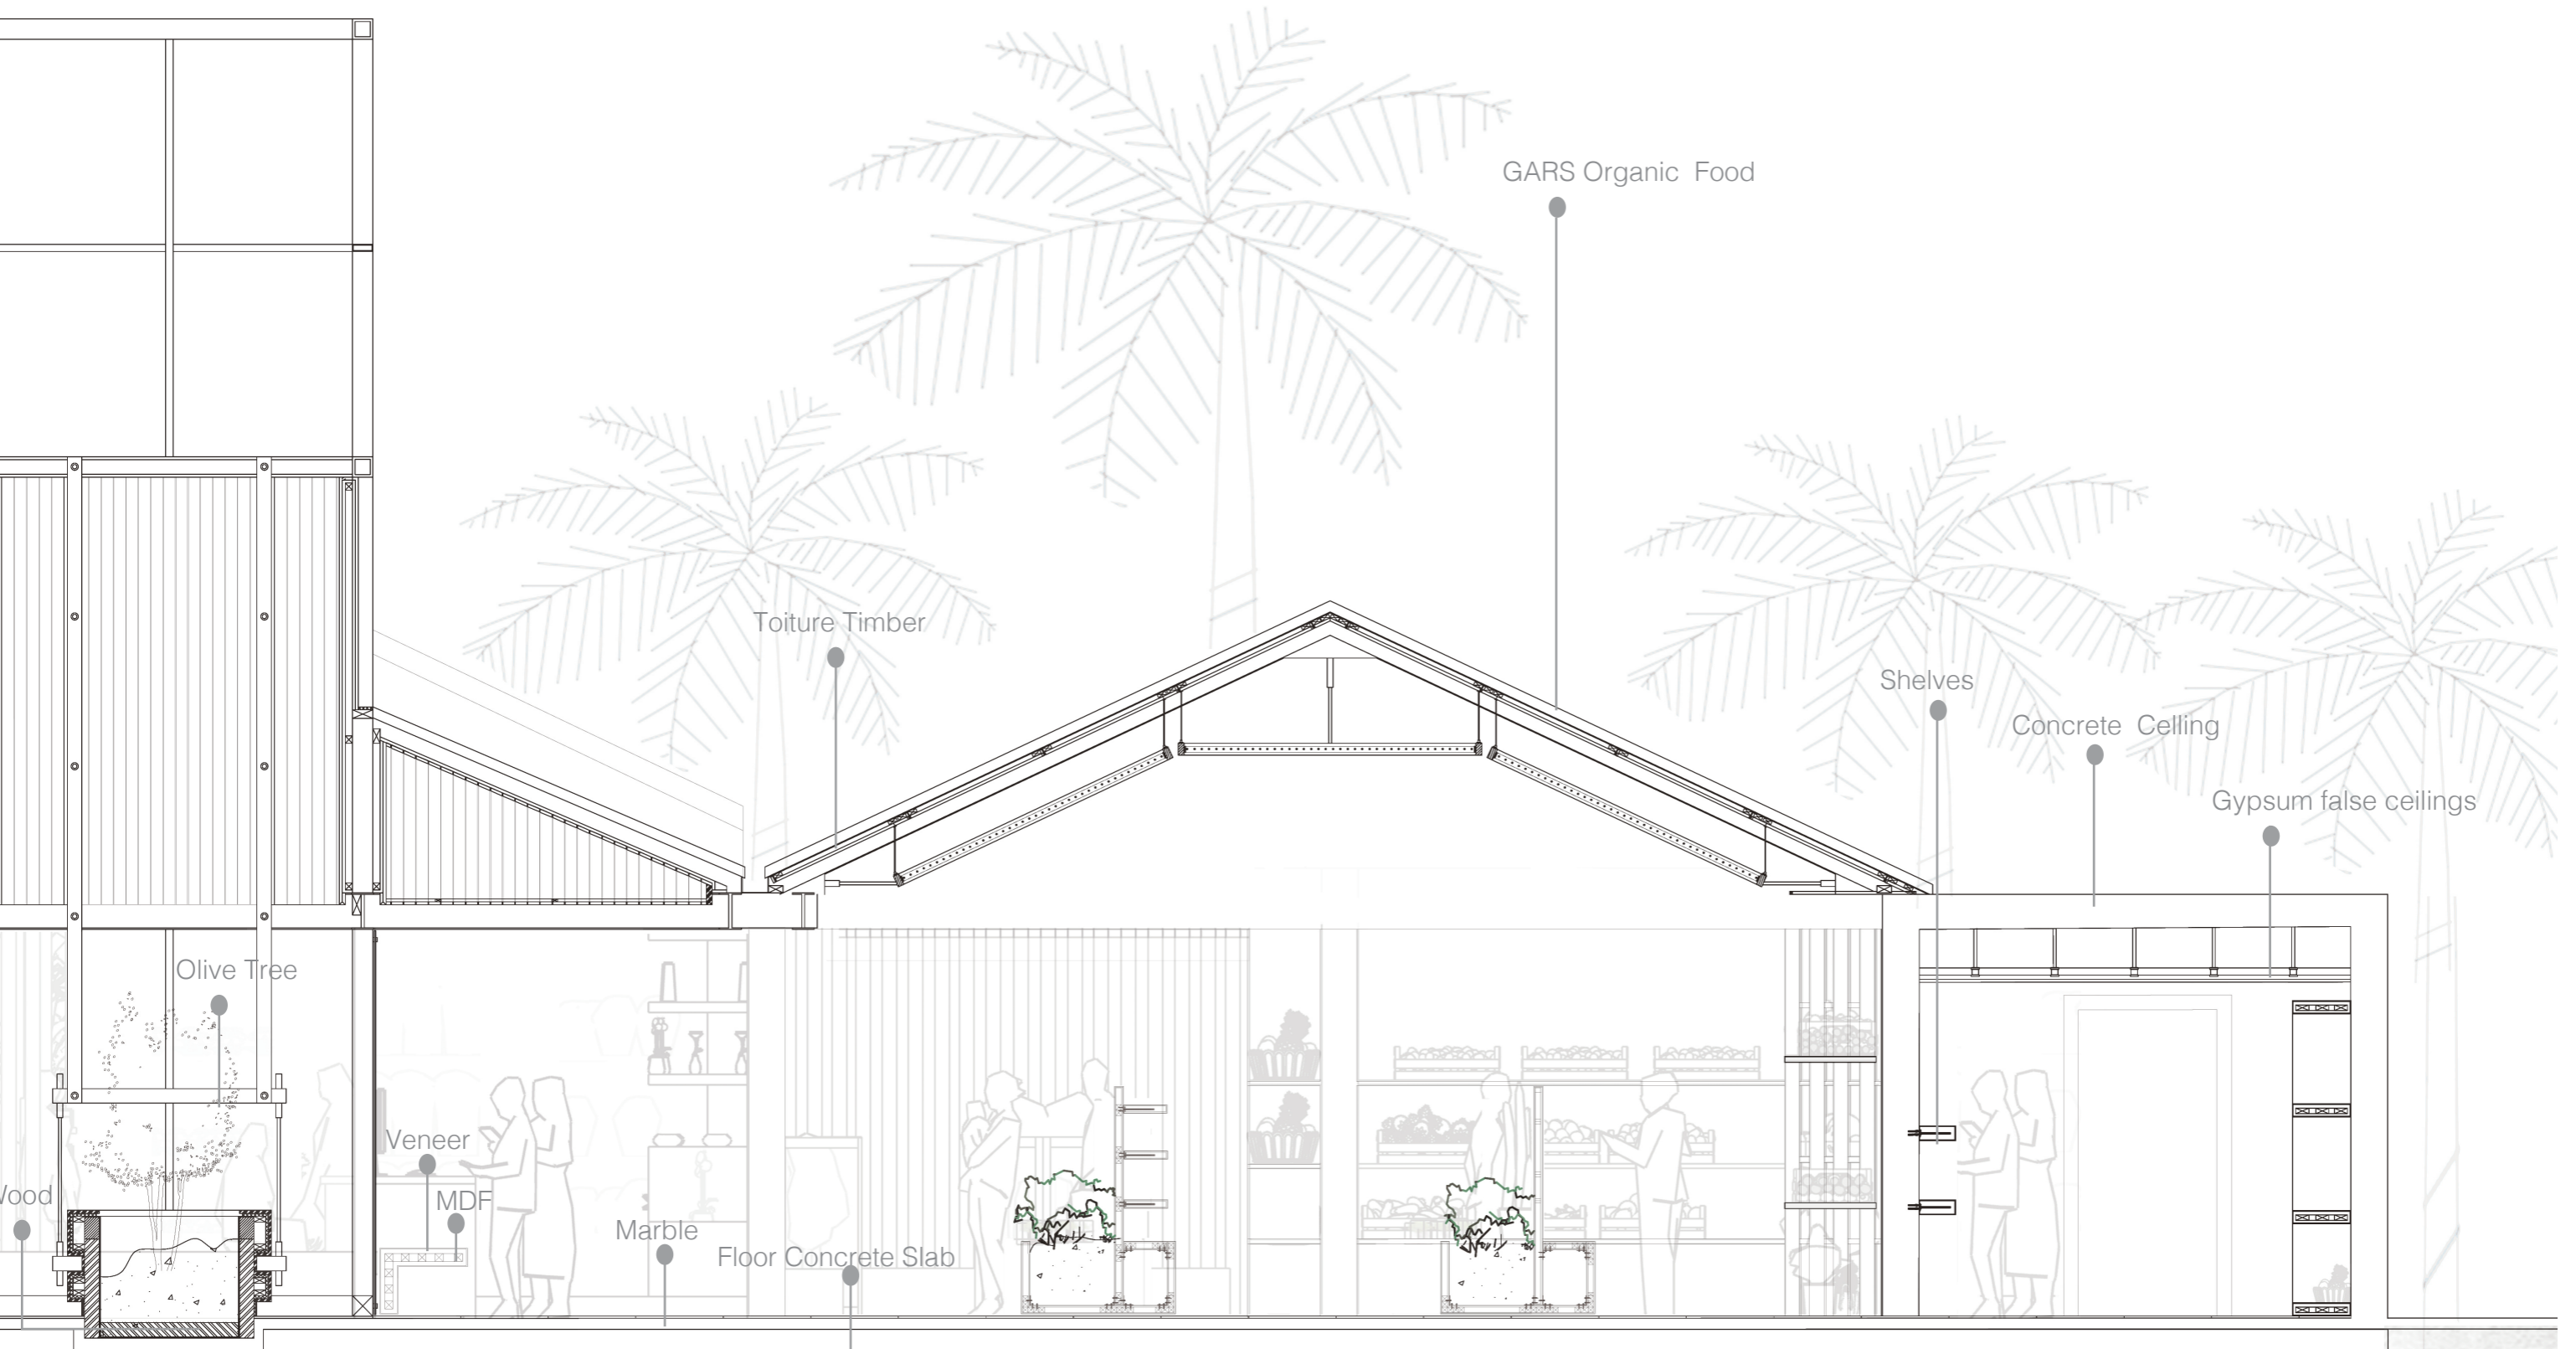 GARS Organic  Food
Toiture Timber
Shelves
Concrete  Celling
Gypsum false ceilings
Olive Tree
Veneer
MDF
Marble
Floor Concrete Slab